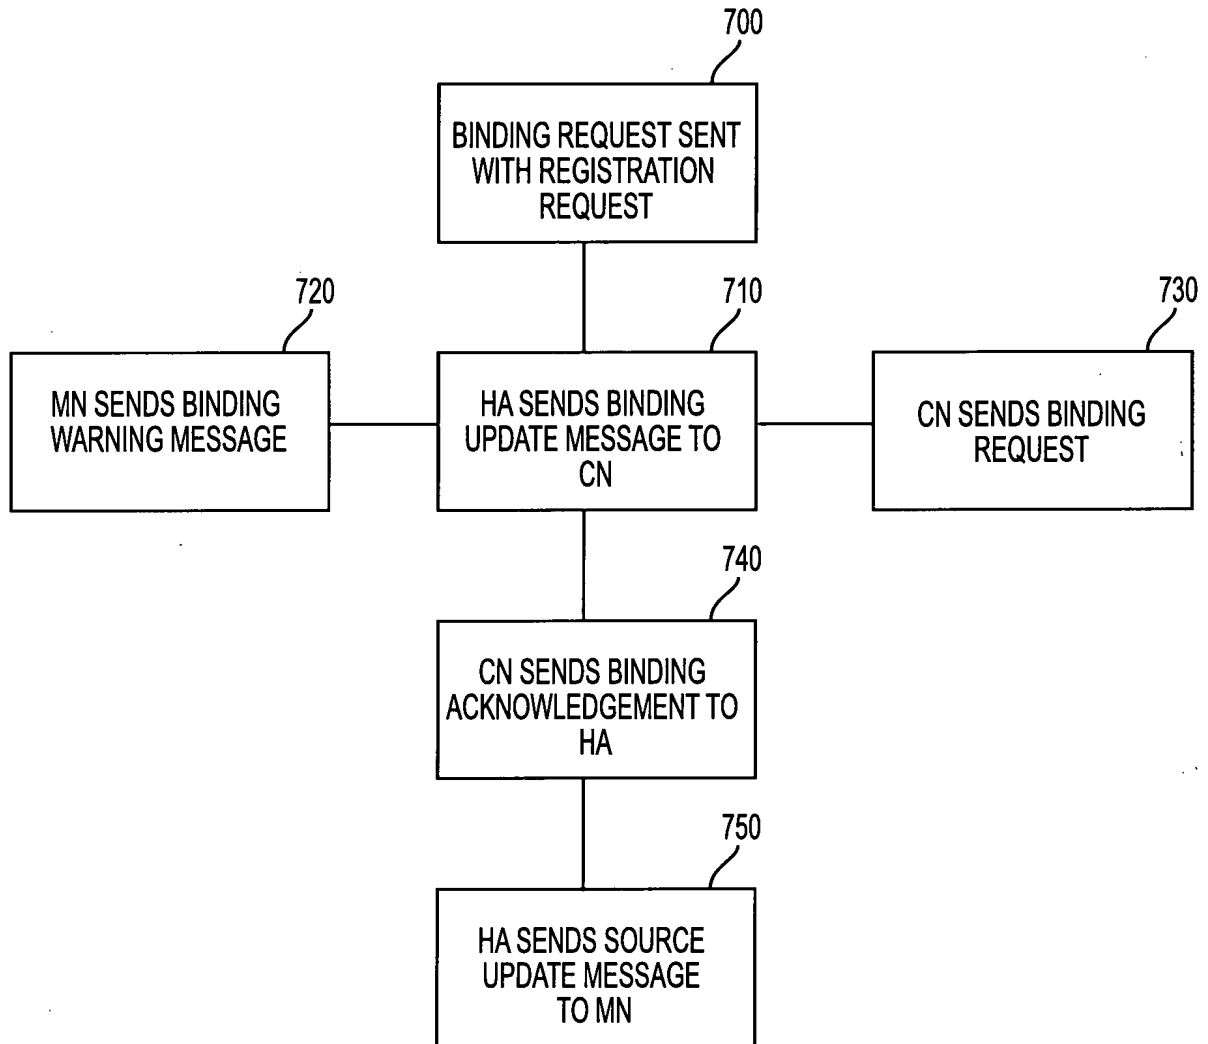 700
BINDING REQUEST SENT
WITH REGISTRATION
REQUEST
720
710
730
MN SENDS BINDING
WARNING MESSAGE
HA SENDS BINDING
UPDATE MESSAGE TO
CN
CN SENDS BINDING
REQUEST
740
CN SENDS BINDING
ACKNOWLEDGEMENT TO
HA
750
HA SENDS SOURCE
UPDATE MESSAGE
TO MN